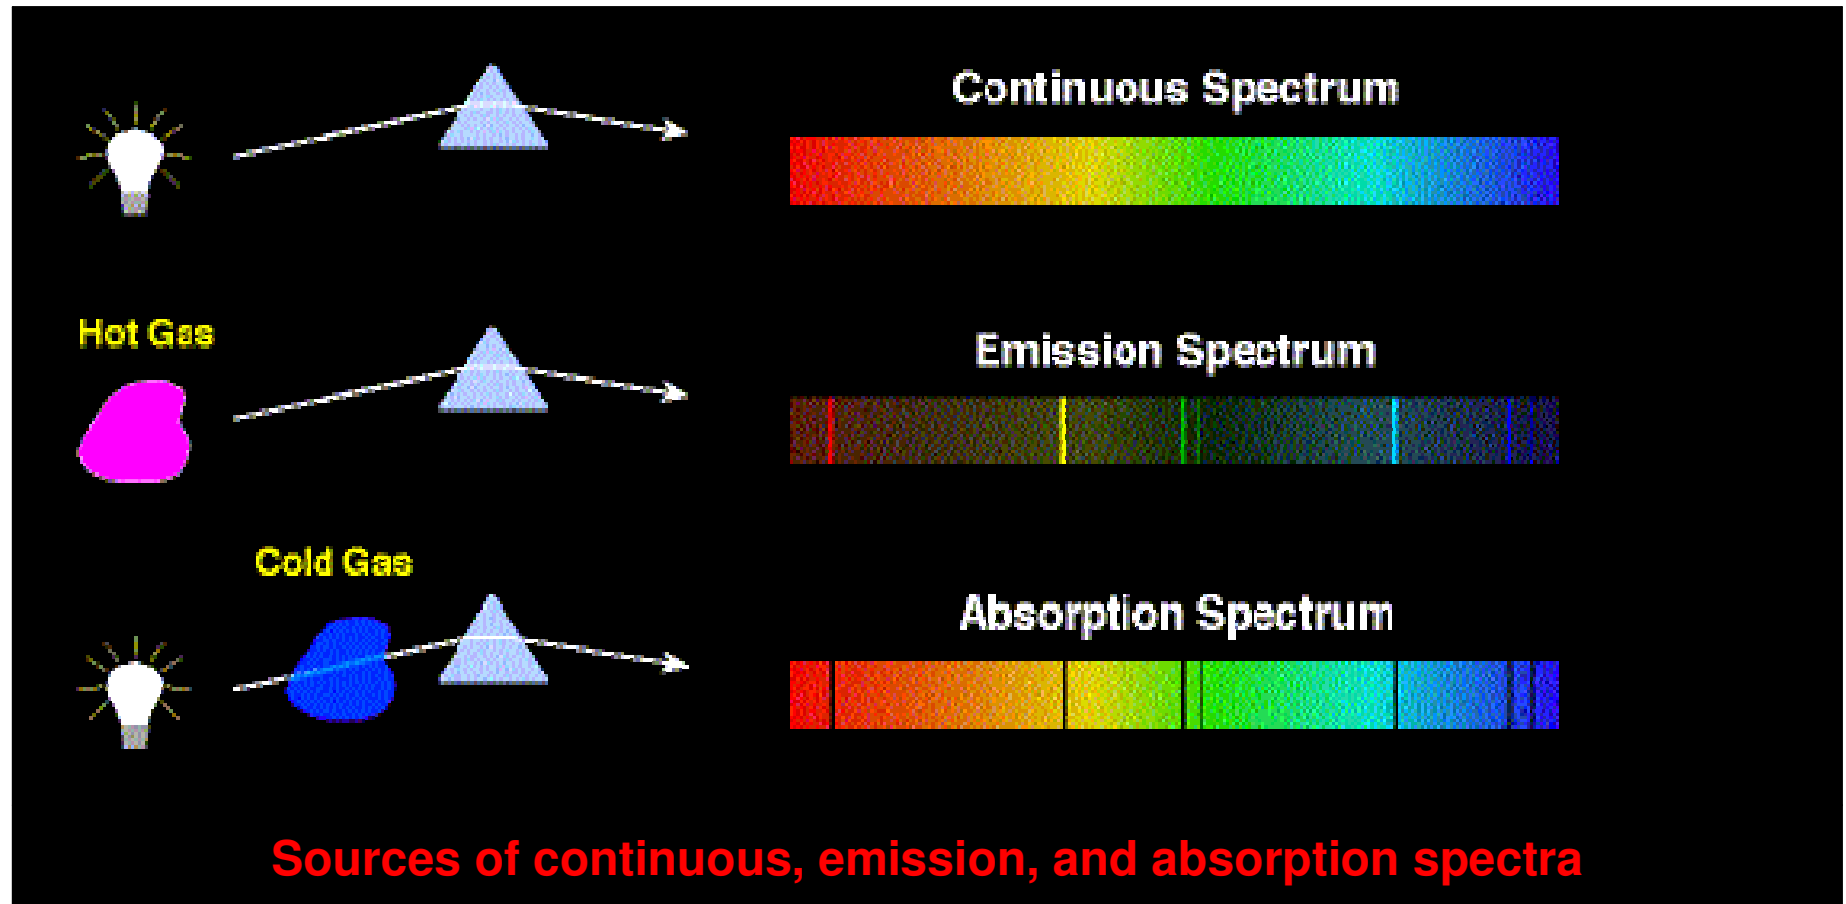 Continuous Spectrum
Hot Gas
Emission Spectrum
Cold Gas
Absorption Spectrum
Sources of continuous, emission, and absorption spectra